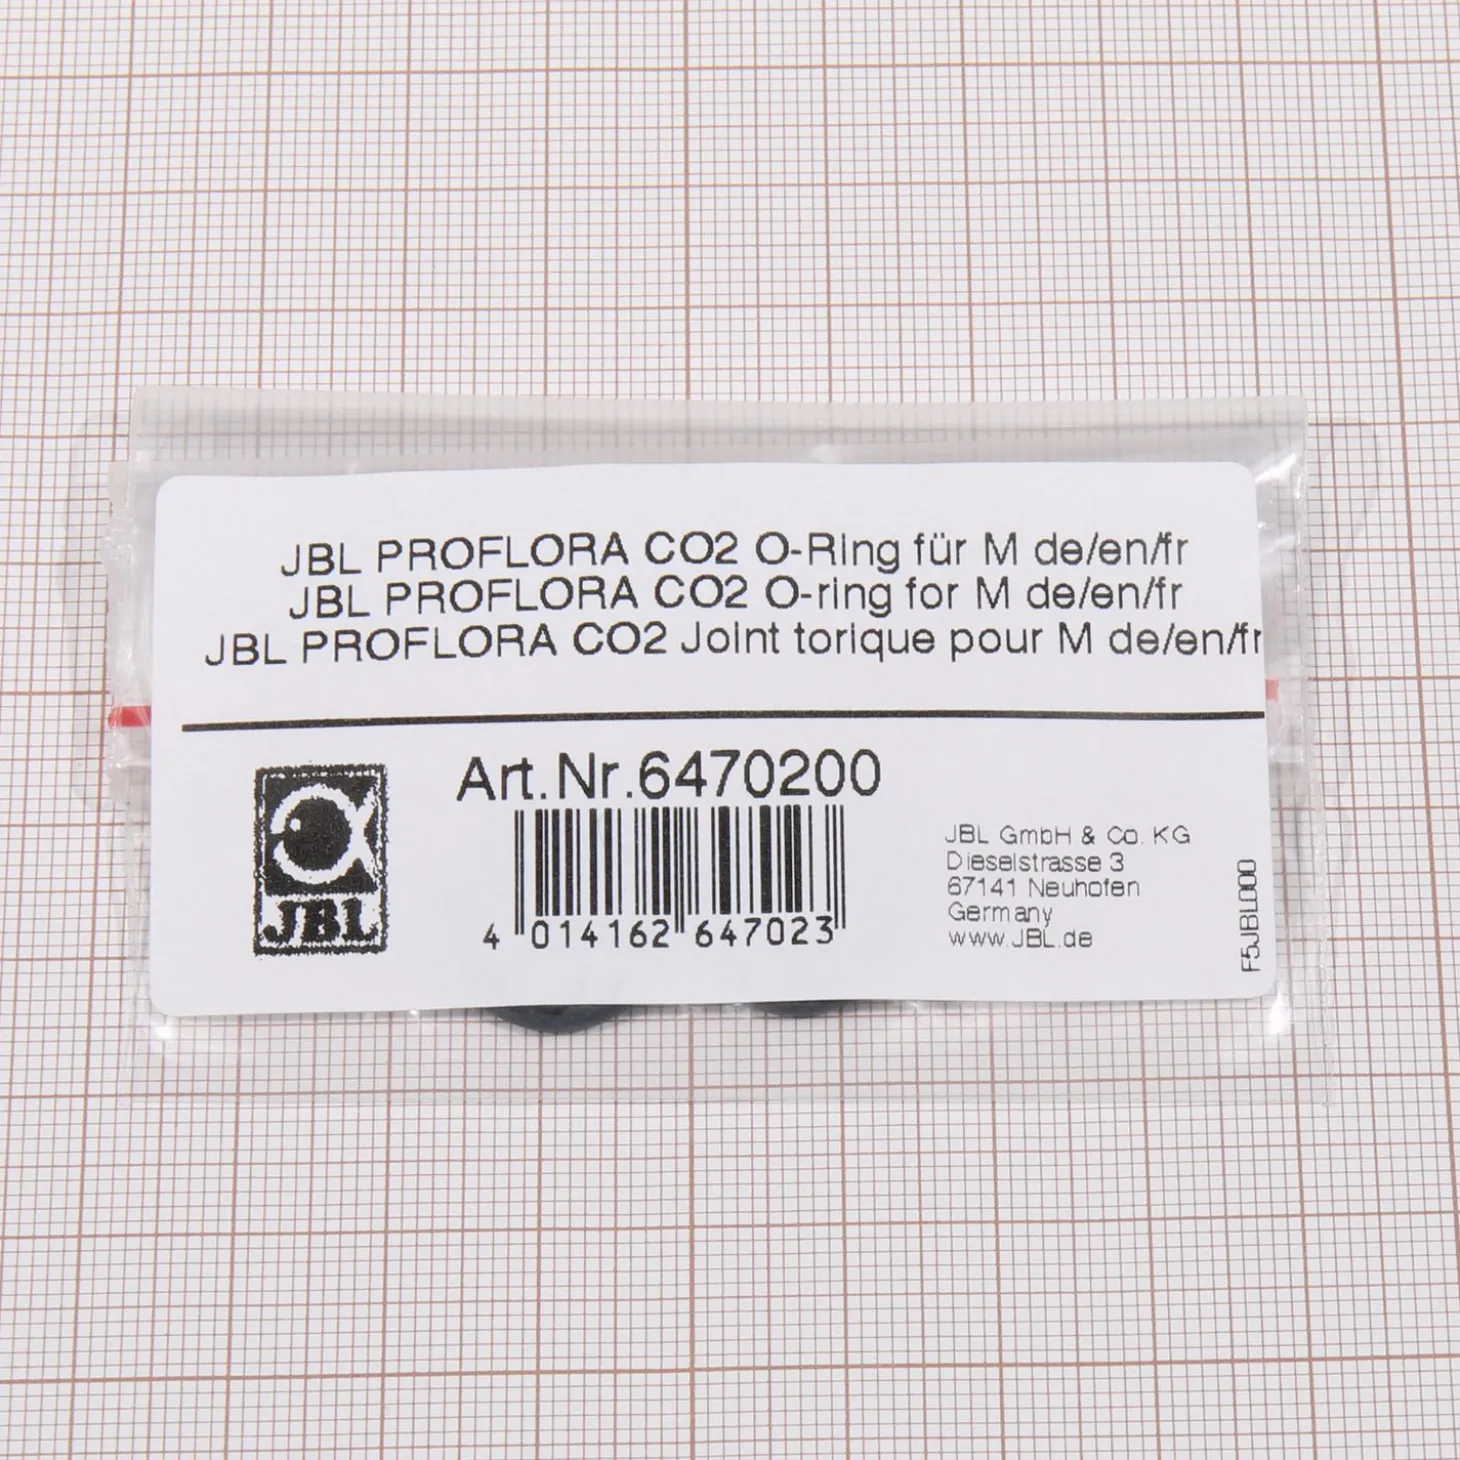 JBL PROFLORA CO2 O-Ring für M de/en/fr
JBL PROFLORA CO2 O-ring for M de/en/fr
JBL PROFLORA CO2 Joint torique pour M de/en/fr
Art.Nr.6470200
JBL
4 014162 647023
JBL GmbH & Co. KG
Dieselstrasse 3
67141 Neuhofen
Germany
www.JBL.de
F5JBL000